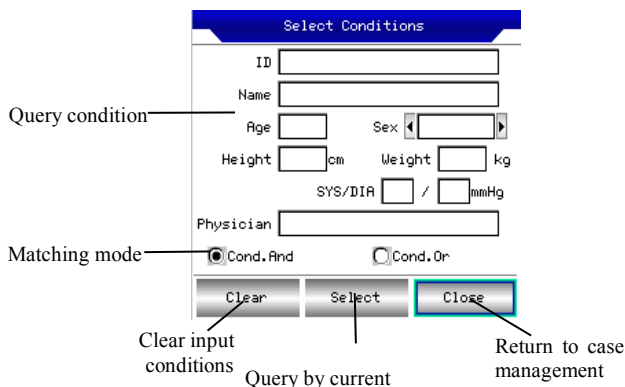 Select Conditions
ID
Name
Query condition
Age Sex
Height cm Weight kg
SYS/DIA / mmHg
Physician
Matching mode
Cond.And Cond.Or
Clear Select Close
Clear input
conditions
Query by current
Return to case
management